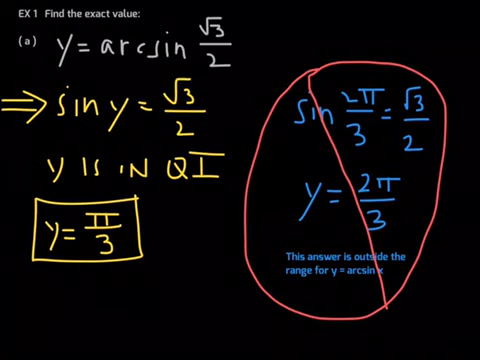 EX 1 Find the exact value:
(a) y = arcsin √3/2
⟹ sin y = √3/2
y IS IN QI
y = π/3
sin 2π/3 = √3/2
y = 2π/3
This answer is outside the
range for y = arcsin x